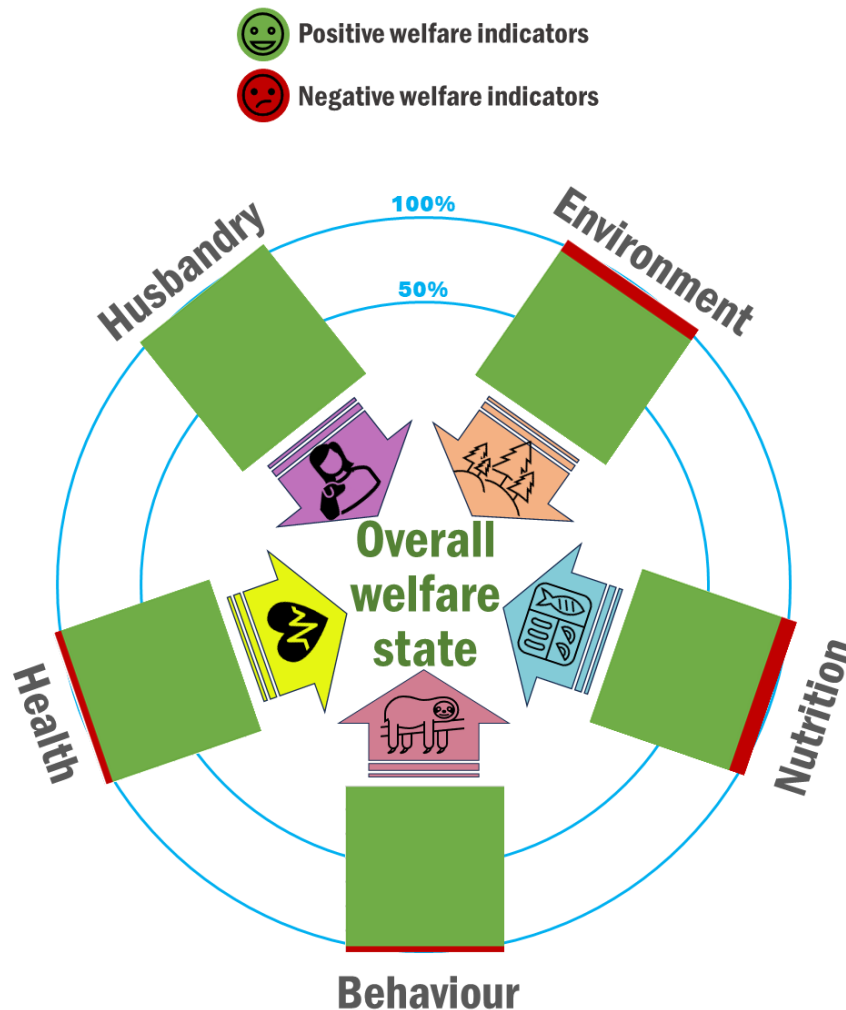 Positive welfare indicators
Negative welfare indicators
100%
50%
Husbandry
Environment
Overall
welfare
state
Health
Nutrition
Behaviour